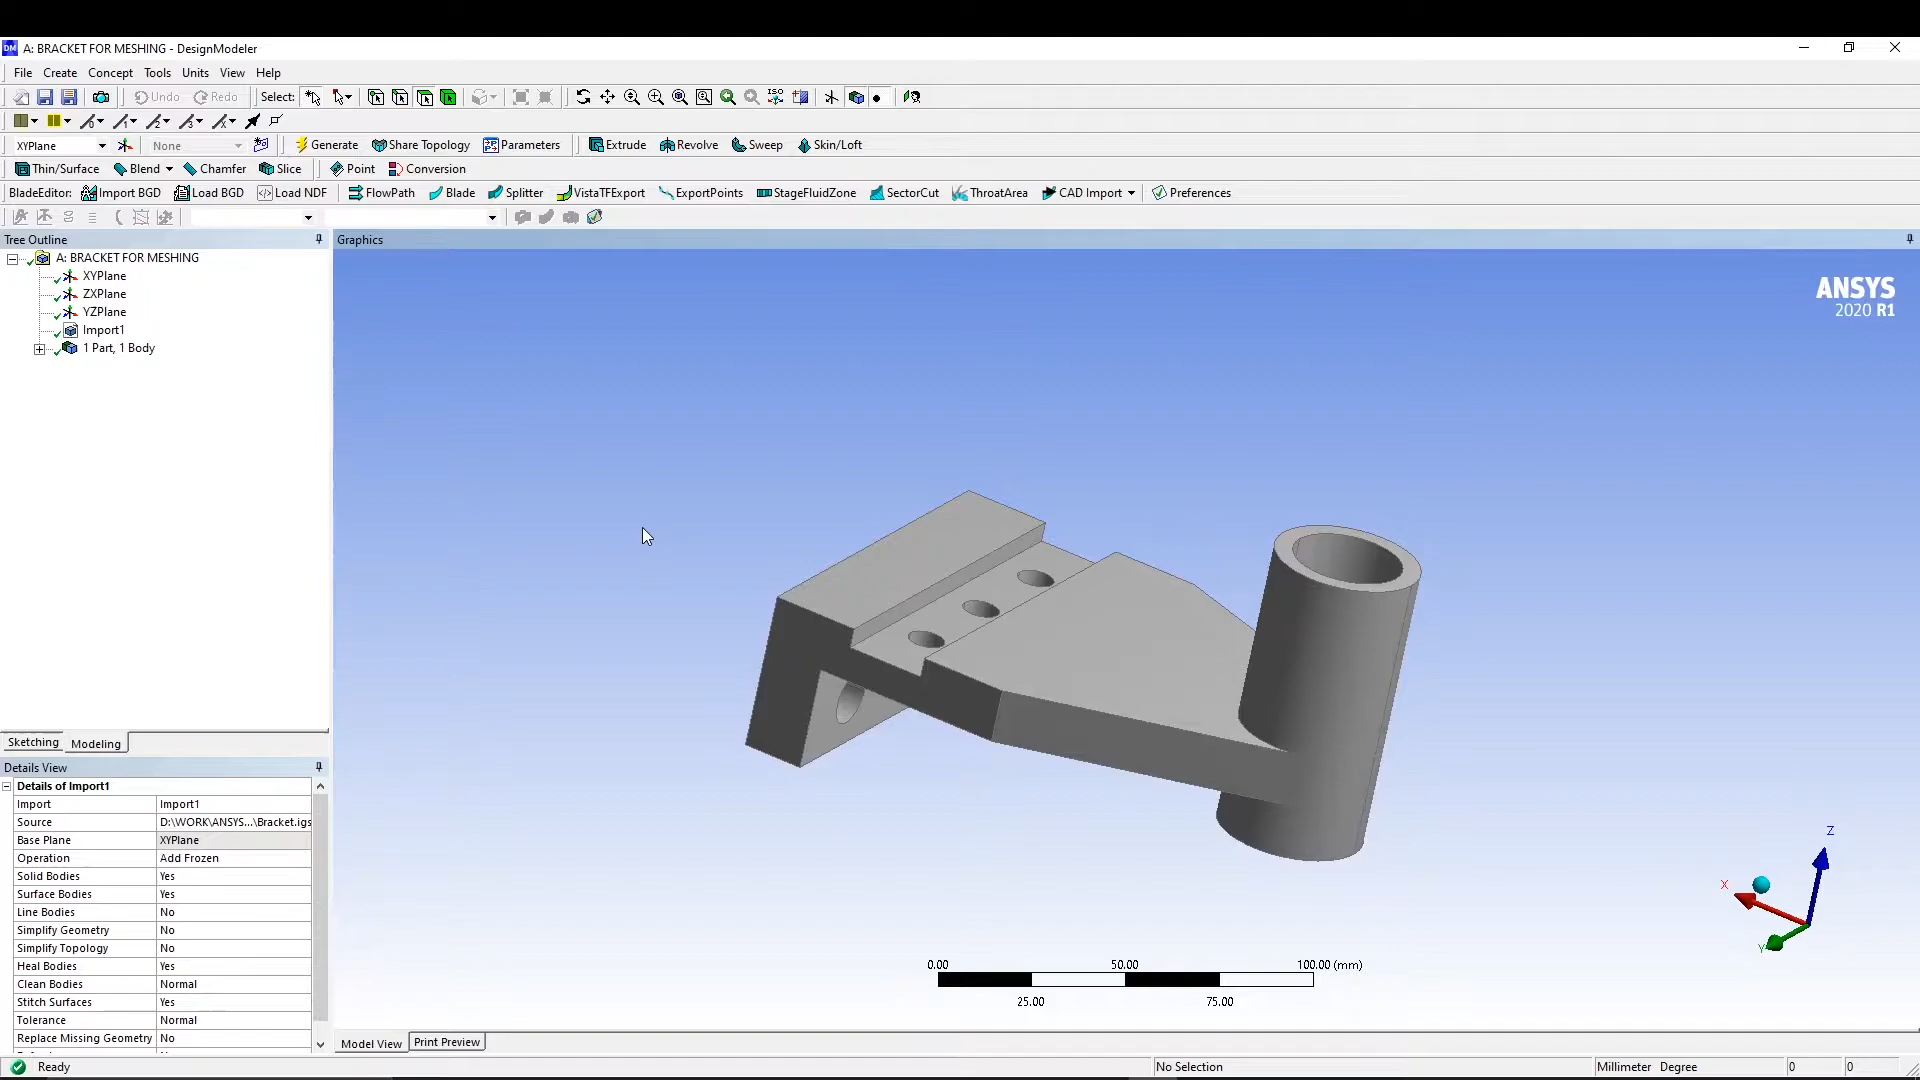 A: BRACKET FOR MESHING - DesignModeler
File Create Concept Tools Units View Help
Undo Redo Select: ISO
XYPlane None Generate Share Topology Parameters Extrude Revolve Sweep Skin/Loft
Thin/Surface Blend Chamfer Slice Point Conversion
BladeEditor: Import BGD Load BGD Load NDF FlowPath Blade Splitter VistaTFExport ExportPoints StageFluidZone SectorCut ThroatArea CAD Import Preferences
Tree Outline
Graphics
A: BRACKET FOR MESHING
XYPlane
ZXPlane
YZPlane
Import1
1 Part, 1 Body
ANSYS
2020 R1
Sketching Modeling
Details View
Details of Import1
Import Import1
Source D:\WORK\ANSYS...\Bracket.igs
Base Plane XYPlane
Operation Add Frozen
Solid Bodies Yes
Surface Bodies Yes
Line Bodies No
Simplify Geometry No
Simplify Topology No
Heal Bodies Yes
Clean Bodies Normal
Stitch Surfaces Yes
Tolerance Normal
Replace Missing Geometry No
Z
X
Y
0.00 50.00 100.00 (mm)
25.00 75.00
Model View Print Preview
Ready No Selection Millimeter Degree 0 0